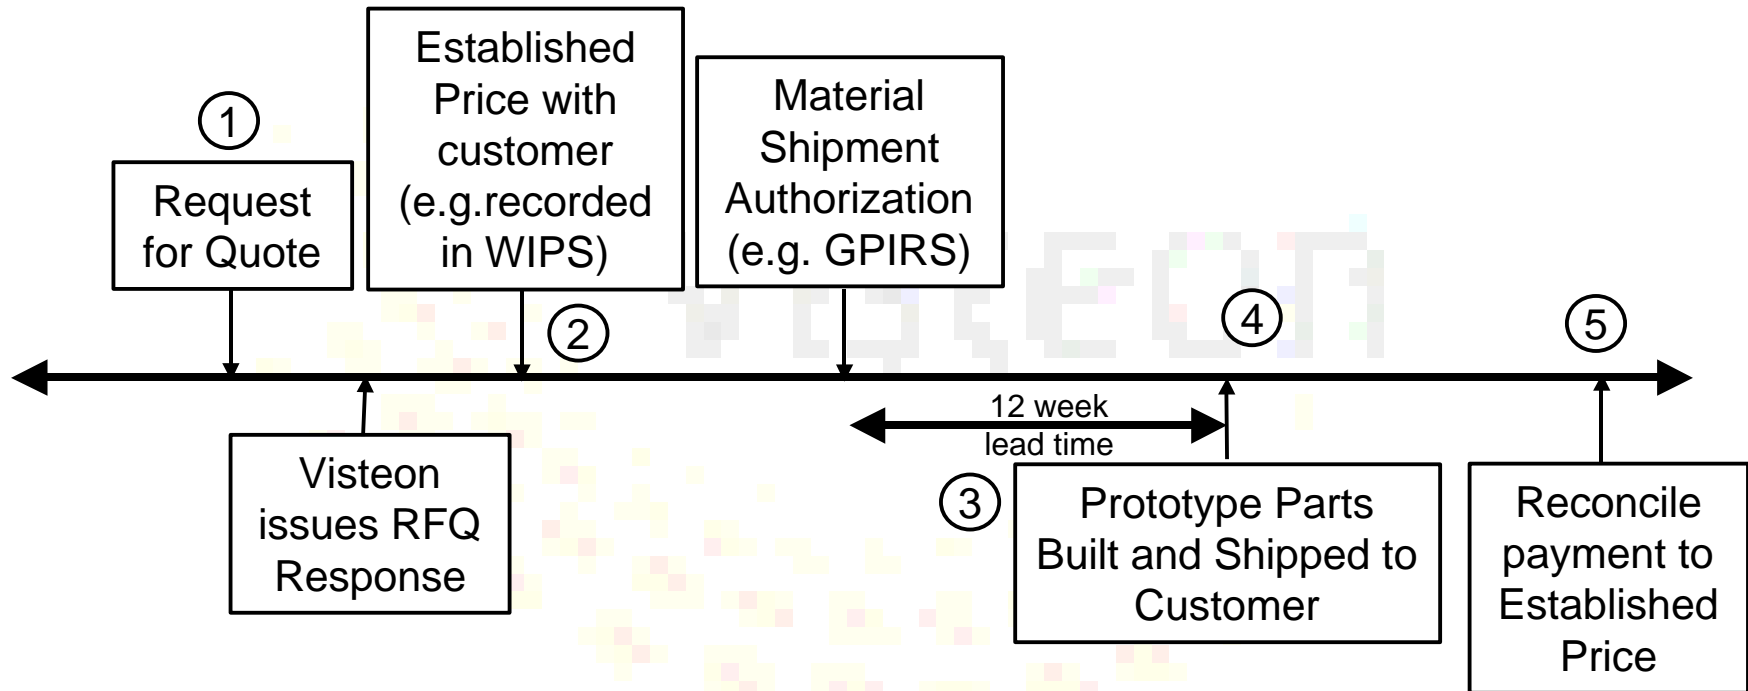 1
Request
for Quote
Established
Price with
customer
(e.g.recorded
in WIPS)
2
Material
Shipment
Authorization
(e.g. GPIRS)
4
5
12 week
lead time
Visteon
issues RFQ
Response
3
Prototype Parts
Built and Shipped to
Customer
Reconcile
payment to
Established
Price